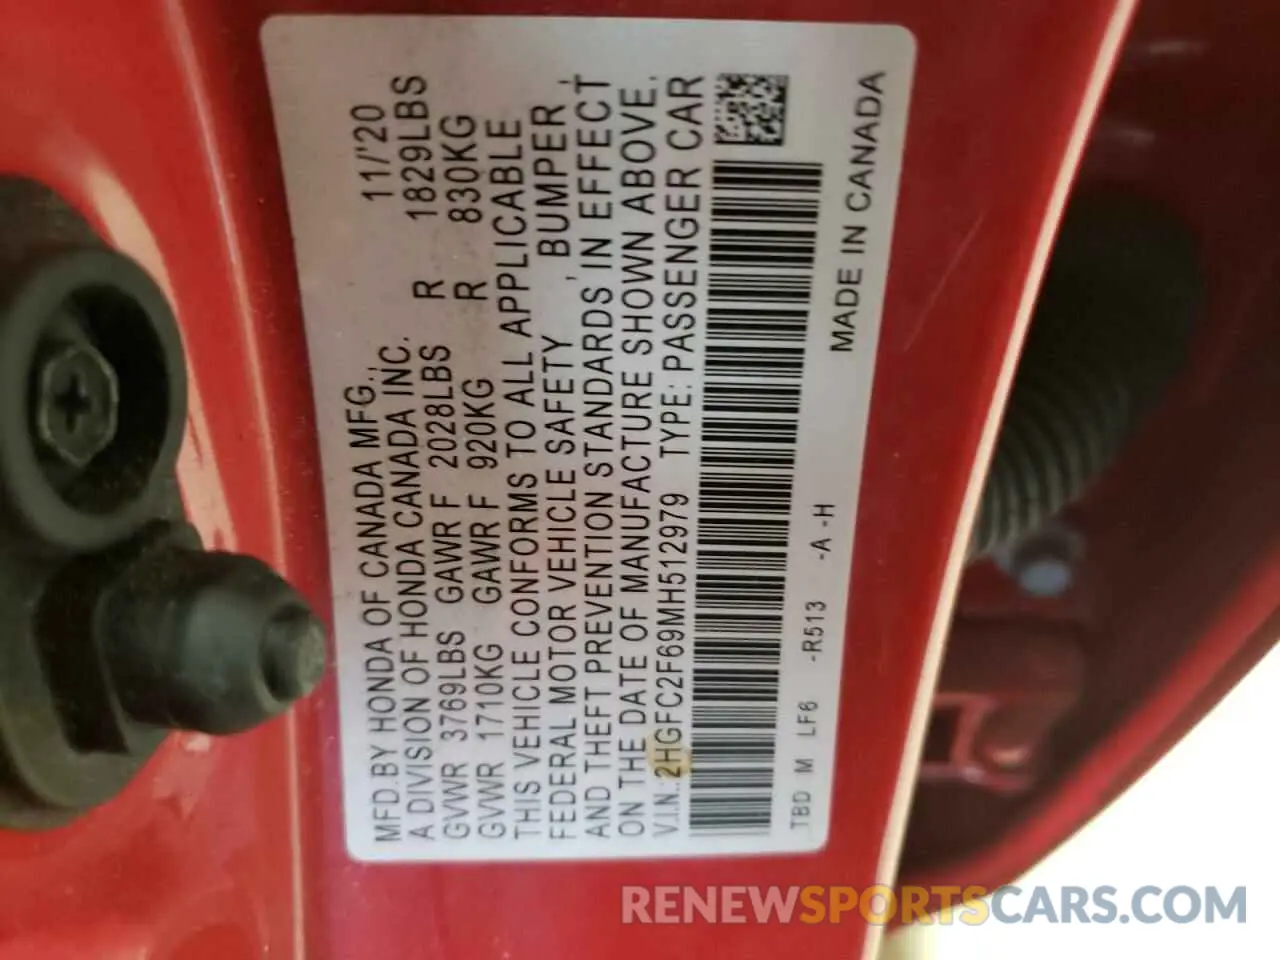 MFD.BY HONDA OF CANADA MFG., 11/'20
A DIVISION OF HONDA CANADA INC.
GVWR 3769LBS GAWR F 2028LBS R 1829LBS
GVWR 1710KG GAWR F 920KG R 830KG
THIS VEHICLE CONFORMS TO ALL APPLICABLE
FEDERAL MOTOR VEHICLE SAFETY , BUMPER ,
AND THEFT PREVENTION STANDARDS IN EFFECT
ON THE DATE OF MANUFACTURE SHOWN ABOVE.
V.I.N.: 2HGFC2F69MH512979 TYPE: PASSENGER CAR
TBD M LF6 -R513 -A -H
MADE IN CANADA
RENEWSPORTSCARS.COM